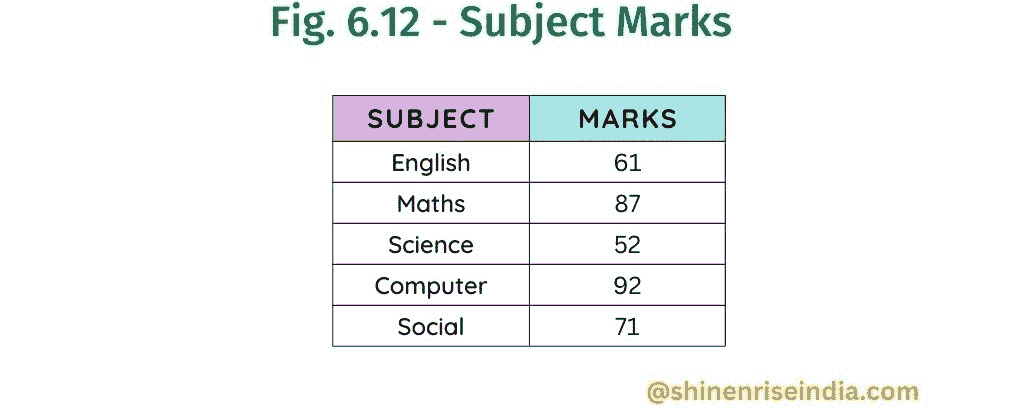 Fig. 6.12 - Subject Marks
SUBJECT MARKS
English 61
Maths 87
Science 52
Computer 92
Social 71
@shinenriseindia.com